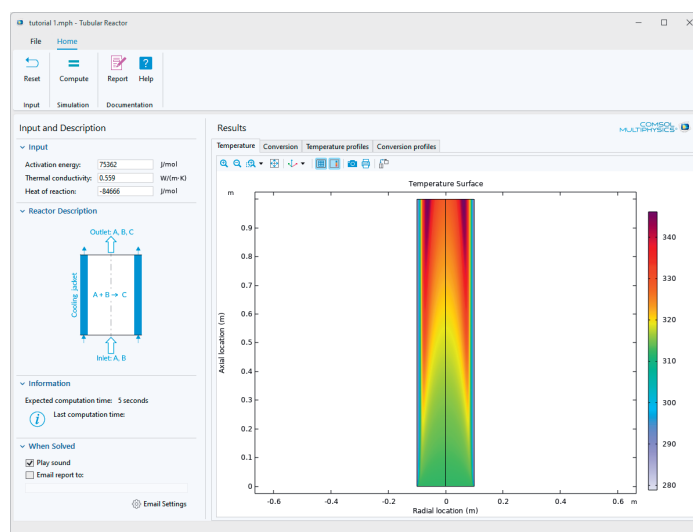 tutorial 1.mph - Tubular Reactor
File Home
Reset Compute Report Help
Input Simulation Documentation
Input and Description
Input
Activation energy: 75362 J/mol
Thermal conductivity: 0.559 W/(m·K)
Heat of reaction: -84666 J/mol
Reactor Description
Outlet: A, B, C
Cooling jacket
A + B → C
Inlet: A, B
Information
Expected computation time: 5 seconds
i
Last computation time:
When Solved
Play sound
Email report to:
Email Settings
Results
COMSOL
MULTIPHYSICS®
Temperature Conversion Temperature profiles Conversion profiles
Temperature Surface
m
0.9
0.8
0.7
0.6
0.5
0.4
0.3
0.2
0.1
0
Axial location (m)
-0.6 -0.4 -0.2 0 0.2 0.4 0.6 m
Radial location (m)
340
330
320
310
300
290
280